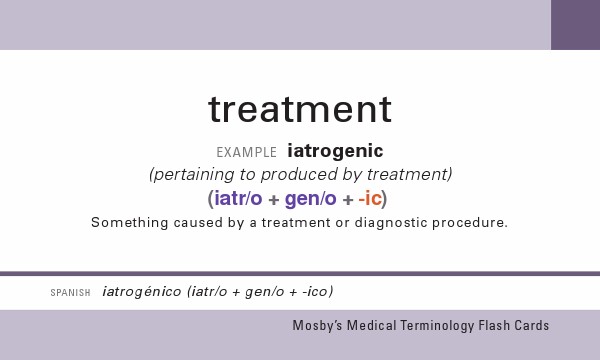 treatment
EXAMPLE iatrogenic
(pertaining to produced by treatment)
(iatr/o + gen/o + -ic)
Something caused by a treatment or diagnostic procedure.
SPANISH iatrogénico (iatr/o + gen/o + -ico)
Mosby's Medical Terminology Flash Cards